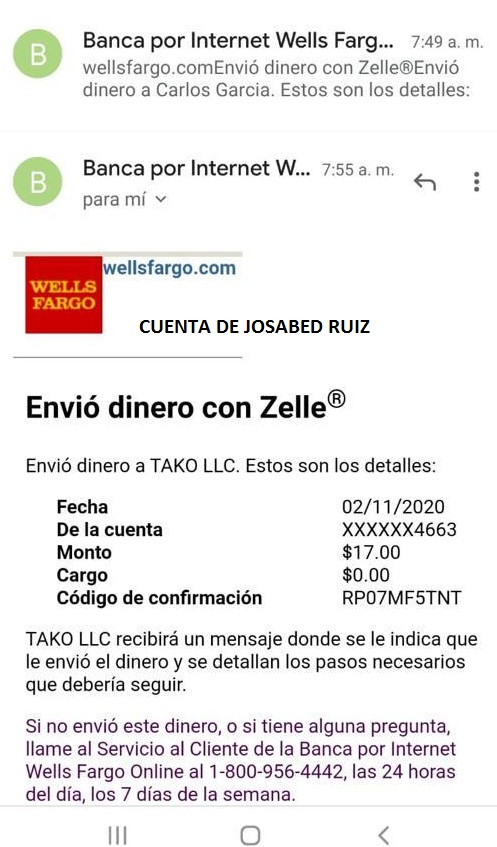 B
Banca por Internet Wells Farg... 7:49 a. m.
wellsfargo.comEnvió dinero con Zelle®Envió
dinero a Carlos Garcia. Estos son los detalles:
B
Banca por Internet W... 7:55 a. m.
para mí
WELLS
FARGO
wellsfargo.com
CUENTA DE JOSABED RUIZ
Envió dinero con Zelle®
Envió dinero a TAKO LLC. Estos son los detalles:
Fecha 02/11/2020
De la cuenta XXXXXX4663
Monto $17.00
Cargo $0.00
Código de confirmación RP07MF5TNT
TAKO LLC recibirá un mensaje donde se le indica que
le envió el dinero y se detallan los pasos necesarios
que debería seguir.
Si no envió este dinero, o si tiene alguna pregunta,
llame al Servicio al Cliente de la Banca por Internet
Wells Fargo Online al 1-800-956-4442, las 24 horas
del día, los 7 días de la semana.